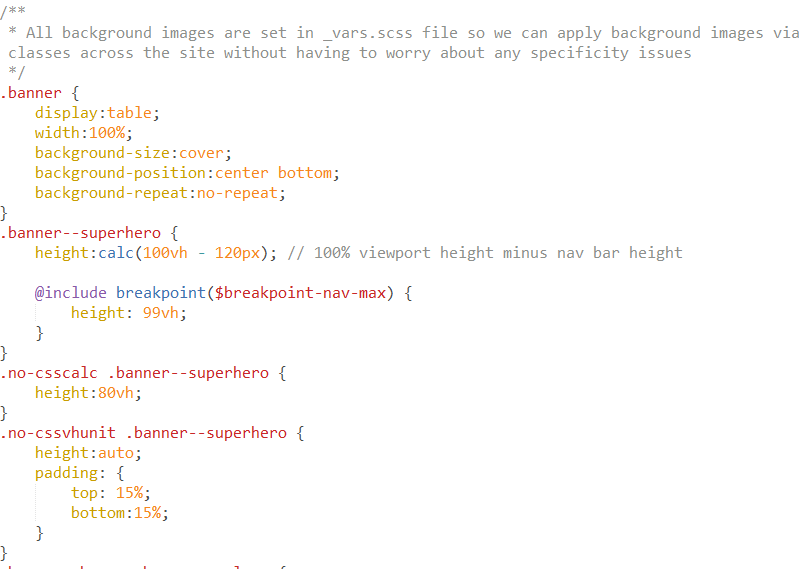 /**
 * All background images are set in _vars.scss file so we can apply background images via
 classes across the site without having to worry about any specificity issues
 */
.banner {
    display:table;
    width:100%;
    background-size:cover;
    background-position:center bottom;
    background-repeat:no-repeat;
}
.banner--superhero {
    height:calc(100vh - 120px); // 100% viewport height minus nav bar height

    @include breakpoint($breakpoint-nav-max) {
        height: 99vh;
    }
}
.no-csscalc .banner--superhero {
    height:80vh;
}
.no-cssvhunit .banner--superhero {
    height:auto;
    padding: {
        top: 15%;
        bottom:15%;
    }
}